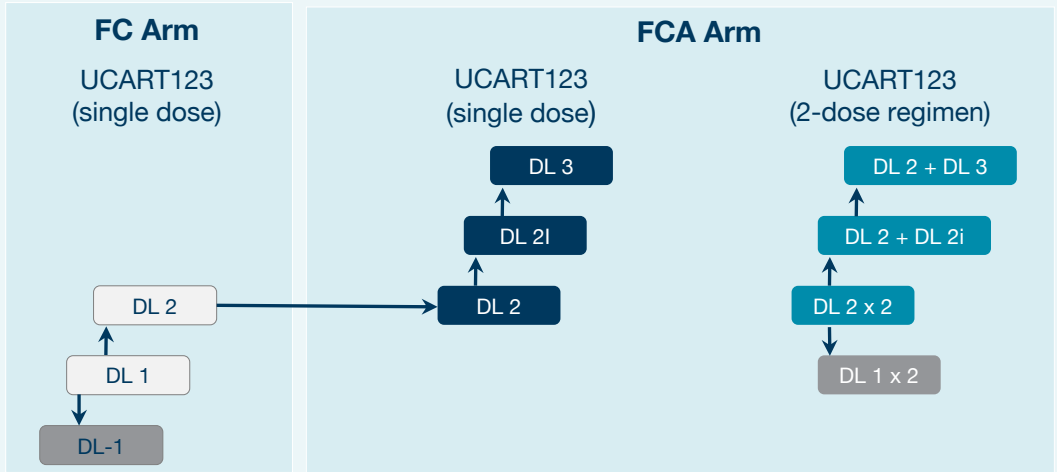 FC Arm
UCART123
(single dose)
DL 2
DL 1
DL-1
FCA Arm
UCART123
(single dose)
DL 3
DL 2I
DL 2
UCART123
(2-dose regimen)
DL 2 + DL 3
DL 2 + DL 2i
DL 2 x 2
DL 1 x 2